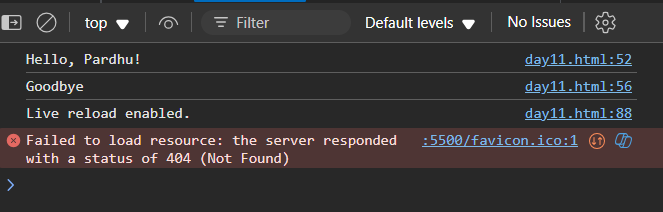 top Filter Default levels No Issues
Hello, Pardhu! day11.html:52
Goodbye day11.html:56
Live reload enabled. day11.html:88
Failed to load resource: the server responded :5500/favicon.ico:1
with a status of 404 (Not Found)